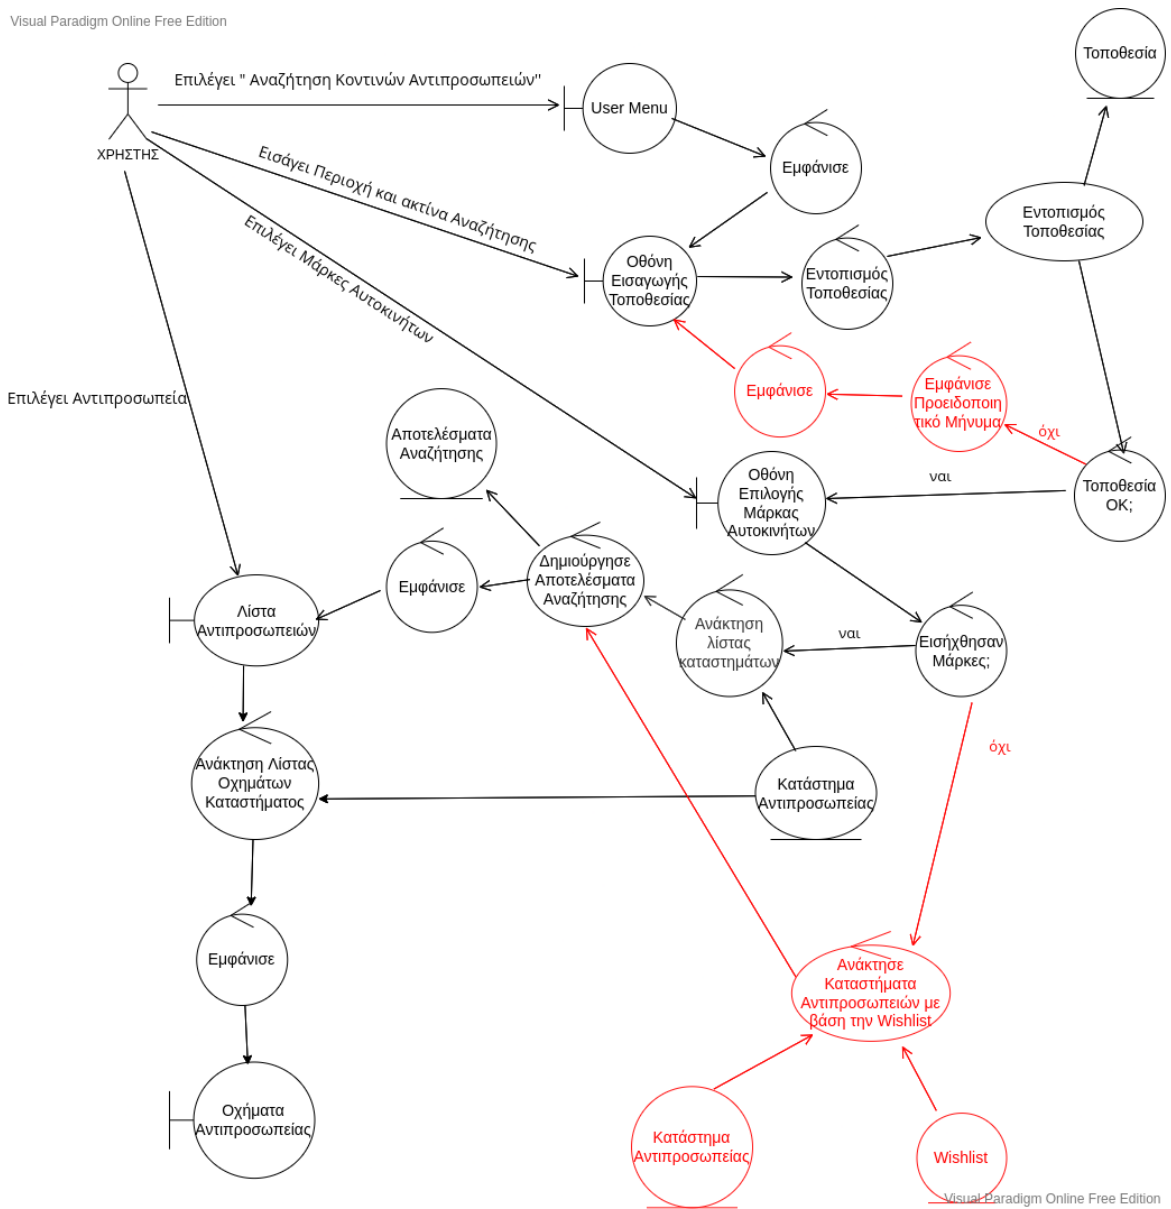 Visual Paradigm Online Free Edition
Τοποθεσία
Επιλέγει " Αναζήτηση Κοντινών Αντιπροσωπειών"
User Menu
ΧΡΗΣΤΗΣ
Εμφάνισε
Εισάγει Περιοχή και ακτίνα Αναζήτησης
Εντοπισμός
Τοποθεσίας
Επιλέγει Μάρκες Αυτοκινήτων
Οθόνη
Εισαγωγής
Τοποθεσίας
Εντοπισμός
Τοποθεσίας
Εμφάνισε
Εμφάνισε
Προειδοποιη
τικό Μήνυμα
όχι
Επιλέγει Αντιπροσωπεία
Αποτελέσματα
Αναζήτησης
Οθόνη
Επιλογής
Μάρκας
Αυτοκινήτων
ναι
Τοποθεσία
ΟΚ;
Λίστα
Αντιπροσωπειών
Εμφάνισε
Δημιούργησε
Αποτελέσματα
Αναζήτησης
Ανάκτηση
λίστας
καταστημάτων
ναι
Εισήχθησαν
Μάρκες;
όχι
Ανάκτηση Λίστας
Οχημάτων
Καταστήματος
Κατάστημα
Αντιπροσωπείας
Εμφάνισε
Ανάκτησε
Καταστήματα
Αντιπροσωπειών με
βάση την Wishlist
Οχήματα
Αντιπροσωπείας
Κατάστημα
Αντιπροσωπείας
Wishlist
Visual Paradigm Online Free Edition